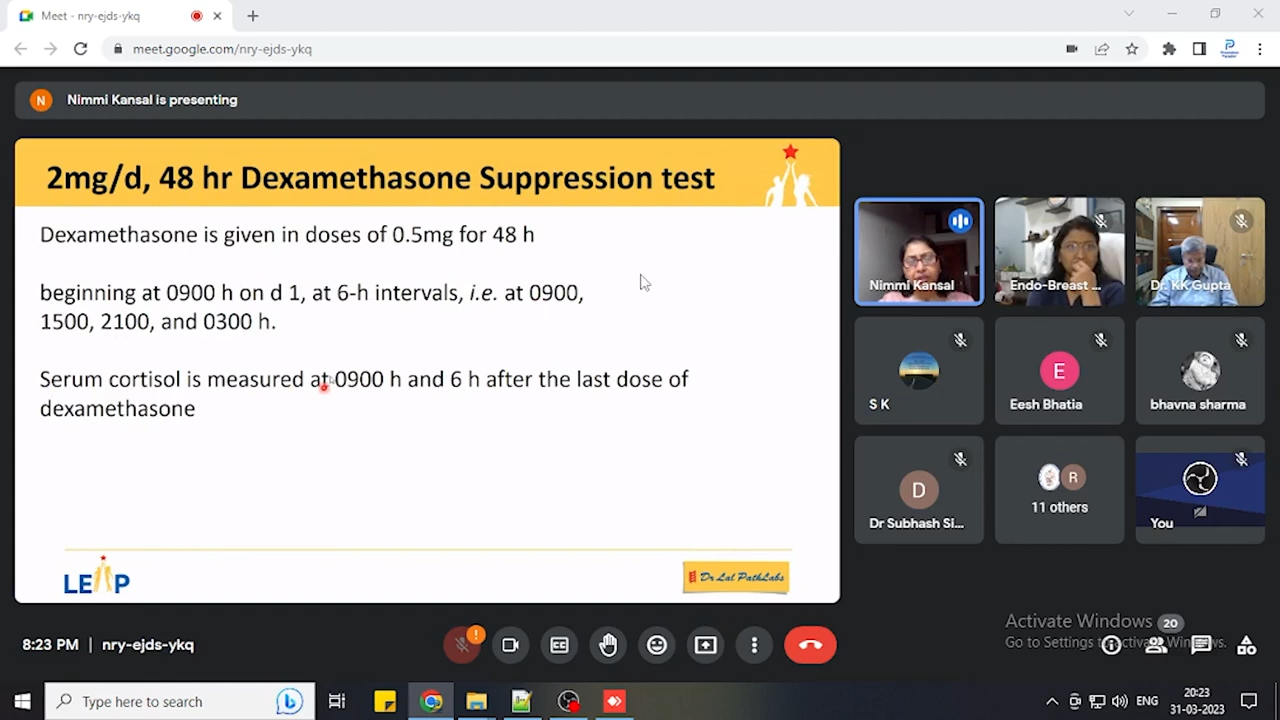 Meet - nry-ejds-ykq
meet.google.com/nry-ejds-ykq
N
Nimmi Kansal is presenting
2mg/d, 48 hr Dexamethasone Suppression test
Dexamethasone is given in doses of 0.5mg for 48 h
beginning at 0900 h on d 1, at 6-h intervals, i.e. at 0900,
1500, 2100, and 0300 h.
Serum cortisol is measured at 0900 h and 6 h after the last dose of
dexamethasone
LEAP
Dr Lal PathLabs
Nimmi Kansal
Endo-Breast ...
Dr. KK Gupta
S K
E
Eesh Bhatia
bhavna sharma
D
Dr Subhash Si...
R
11 others
You
Activate Windows
Go to Settings to activate Windows.
20
8:23 PM | nry-ejds-ykq
Type here to search
ENG
20:23
31-03-2023